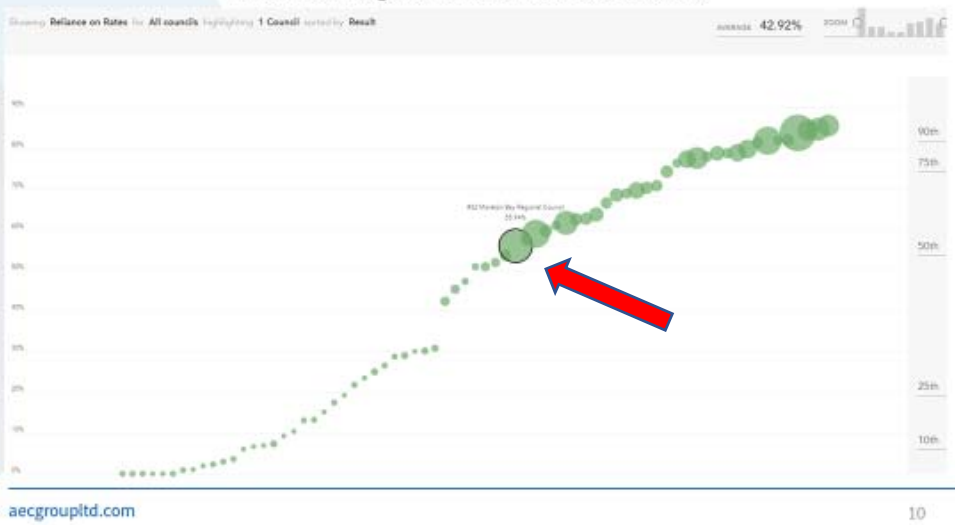 Showing Reliance on Rates for All councils highlighting 1 Council sorted by Result
AVERAGE 42.92%
ZOOM
90%
80%
70%
60%
50%
40%
30%
20%
10%
0%
Moreton Bay Regional Council
90th
75th
50th
25th
10th
aecgroupltd.com
10